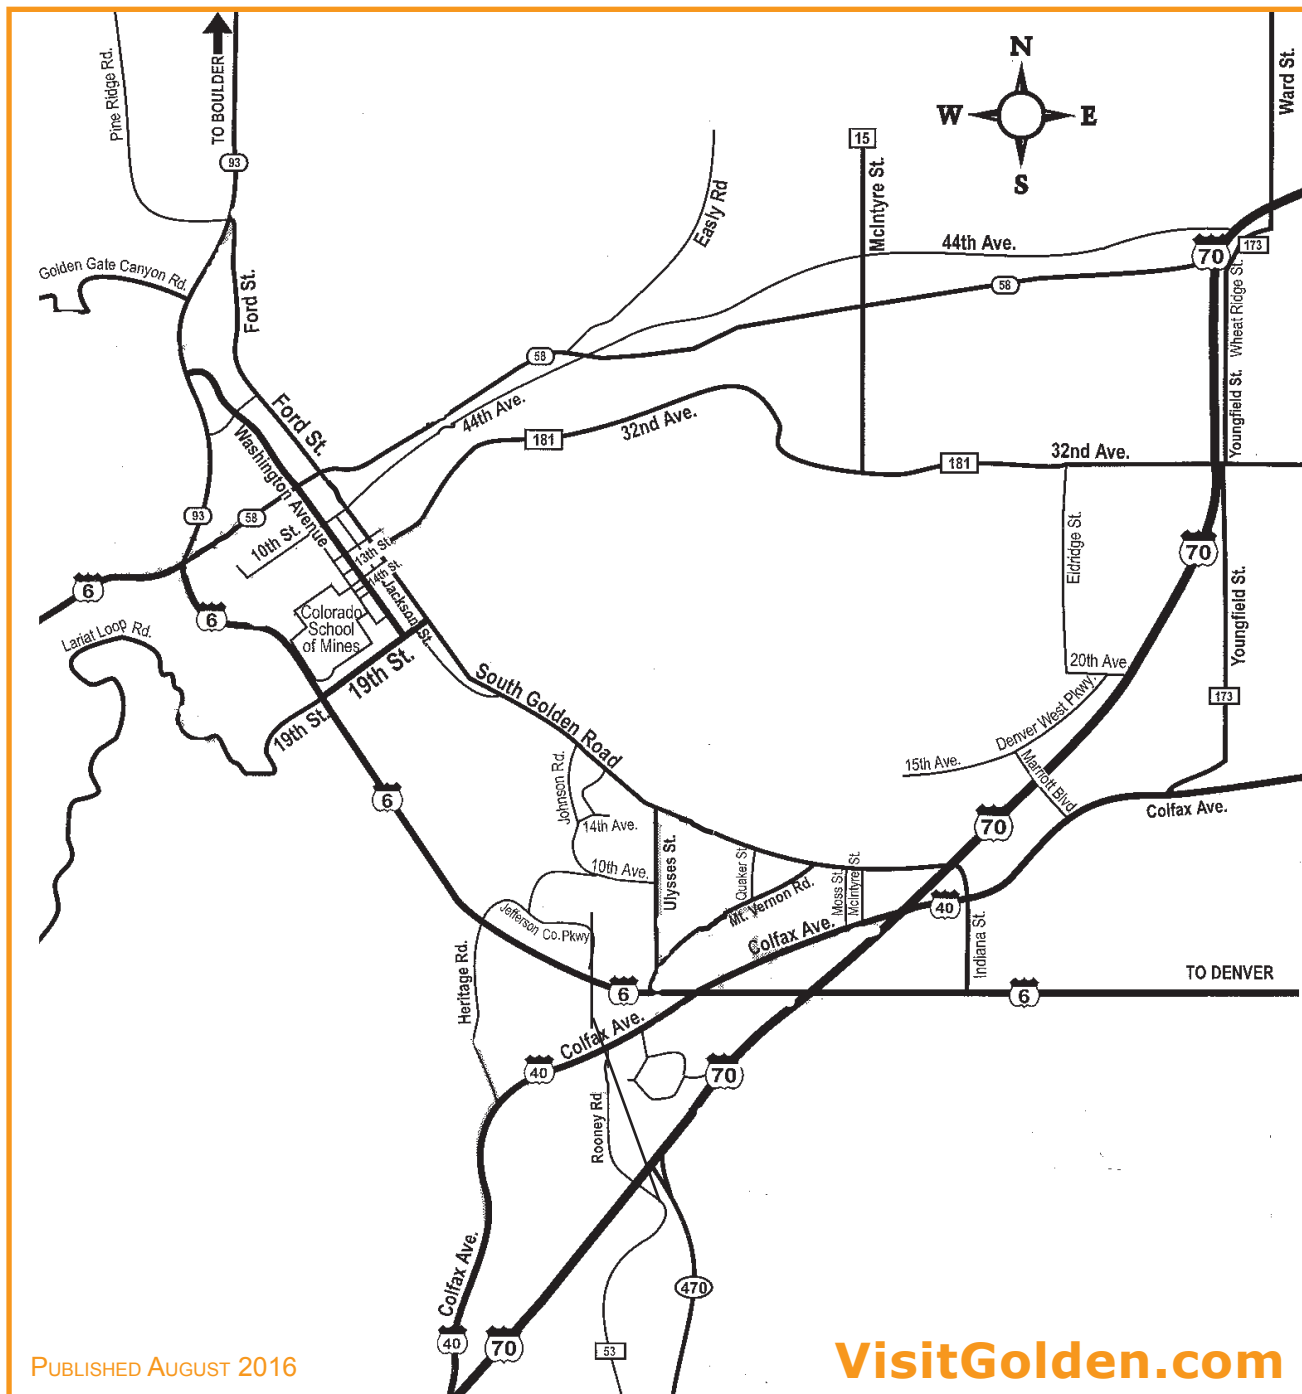 N
W
E
S
Pine Ridge Rd.
TO BOULDER
93
Ward St.
15
McIntyre St.
Easly Rd
44th Ave.
70
173
Golden Gate Canyon Rd.
Ford St.
58
58
Wheat Ridge St.
Youngfield St.
Ford St.
44th Ave.
32nd Ave.
181
32nd Ave.
181
Washington Avenue
93
58
10th St.
13th St.
14th St.
Jackson St.
6
6
Colorado
School
of Mines
Lariat Loop Rd.
19th St.
19th St.
70
Eldridge St.
Youngfield St.
20th Ave.
173
Denver West Pkwy.
15th Ave.
Marriott Blvd
Colfax Ave.
South Golden Road
6
Johnson Rd.
14th Ave.
10th Ave.
Ulysses St.
Quaker St.
Mt. Vernon Rd.
Moss St.
McIntyre St.
70
40
Colfax Ave.
Indiana St.
Jefferson Co. Pkwy
Heritage Rd.
6
6
TO DENVER
Colfax Ave.
40
70
Rooney Rd
470
Colfax Ave.
40
70
53
PUBLISHED AUGUST 2016
VisitGolden.com